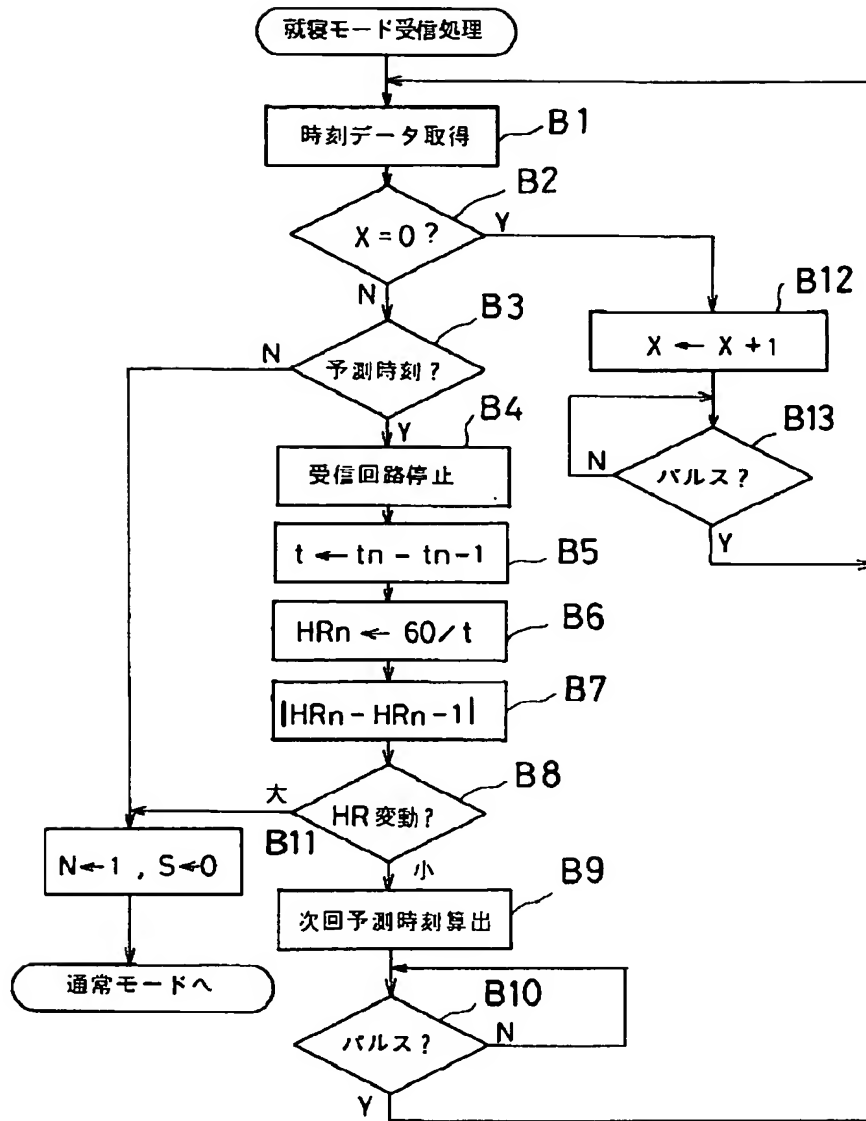 就寝モード受信処理
時刻データ取得
B1
B2
X=0?
Y
N
B12
X ← X +1
B3
N
予測時刻?
Y
B13
パルス?
N
Y
B4
受信回路停止
t ← tn − tn−1
B5
HRn ← 60/t
B6
|HRn − HRn−1|
B7
B8
大
HR変動?
B11
小
N←1 , S←0
B9
次回予測時刻算出
通常モードへ
B10
パルス?
N
Y